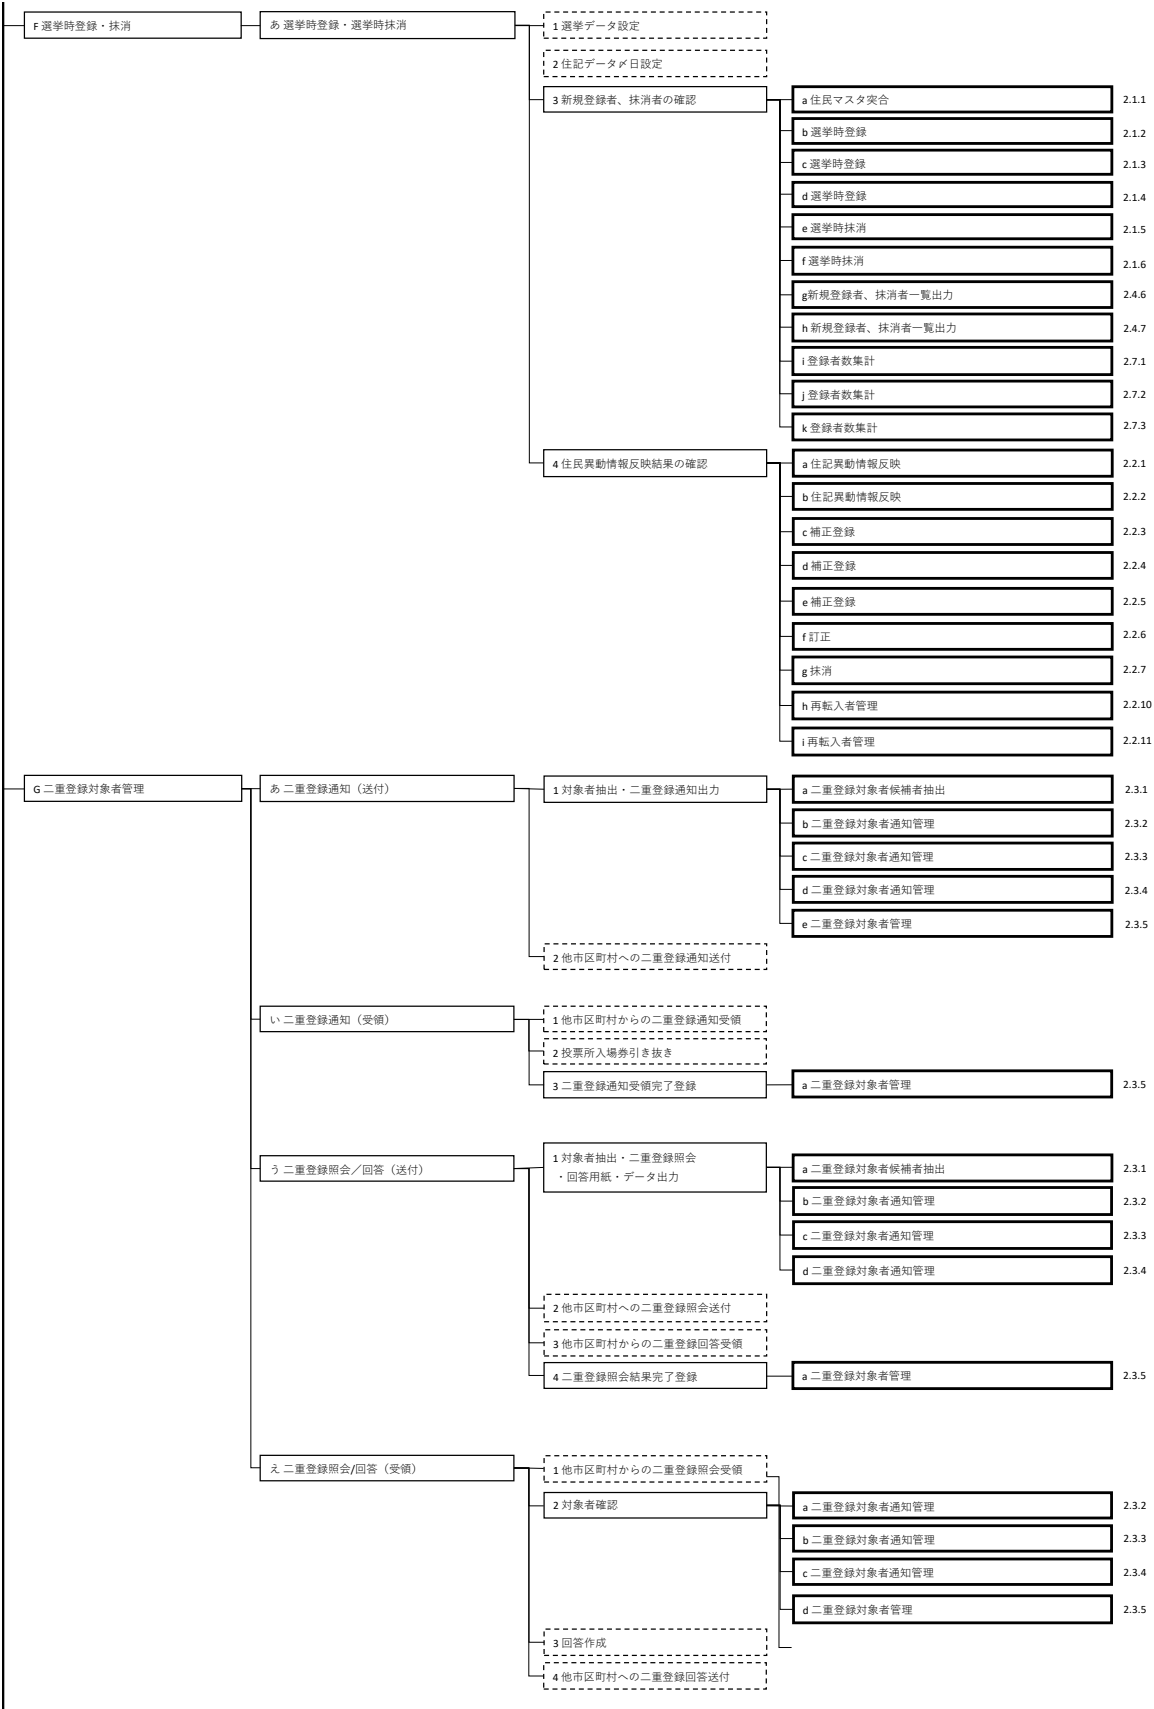 F 選挙時登録・抹消
あ 選挙時登録・選挙時抹消
1 選挙データ設定
2 住記データ〆日設定
3 新規登録者、抹消者の確認
a 住民マスタ突合 2.1.1
b 選挙時登録 2.1.2
c 選挙時登録 2.1.3
d 選挙時登録 2.1.4
e 選挙時抹消 2.1.5
f 選挙時抹消 2.1.6
g新規登録者、抹消者一覧出力 2.4.6
h 新規登録者、抹消者一覧出力 2.4.7
i 登録者数集計 2.7.1
j 登録者数集計 2.7.2
k 登録者数集計 2.7.3
4 住民異動情報反映結果の確認
a 住記異動情報反映 2.2.1
b 住記異動情報反映 2.2.2
c 補正登録 2.2.3
d 補正登録 2.2.4
e 補正登録 2.2.5
f 訂正 2.2.6
g 抹消 2.2.7
h 再転入者管理 2.2.10
i 再転入者管理 2.2.11
G 二重登録対象者管理
あ 二重登録通知（送付）
1 対象者抽出・二重登録通知出力
a 二重登録対象者候補者抽出 2.3.1
b 二重登録対象者通知管理 2.3.2
c 二重登録対象者通知管理 2.3.3
d 二重登録対象者通知管理 2.3.4
e 二重登録対象者管理 2.3.5
2 他市区町村への二重登録通知送付
い 二重登録通知（受領）
1 他市区町村からの二重登録通知受領
2 投票所入場券引き抜き
3 二重登録通知受領完了登録
a 二重登録対象者管理 2.3.5
う 二重登録照会／回答（送付）
1 対象者抽出・二重登録照会
・回答用紙・データ出力
a 二重登録対象者候補者抽出 2.3.1
b 二重登録対象者通知管理 2.3.2
c 二重登録対象者通知管理 2.3.3
d 二重登録対象者通知管理 2.3.4
2 他市区町村への二重登録照会送付
3 他市区町村からの二重登録回答受領
4 二重登録照会結果完了登録
a 二重登録対象者管理 2.3.5
え 二重登録照会/回答（受領）
1 他市区町村からの二重登録照会受領
2 対象者確認
a 二重登録対象者通知管理 2.3.2
b 二重登録対象者通知管理 2.3.3
c 二重登録対象者通知管理 2.3.4
d 二重登録対象者管理 2.3.5
3 回答作成
4 他市区町村への二重登録回答送付